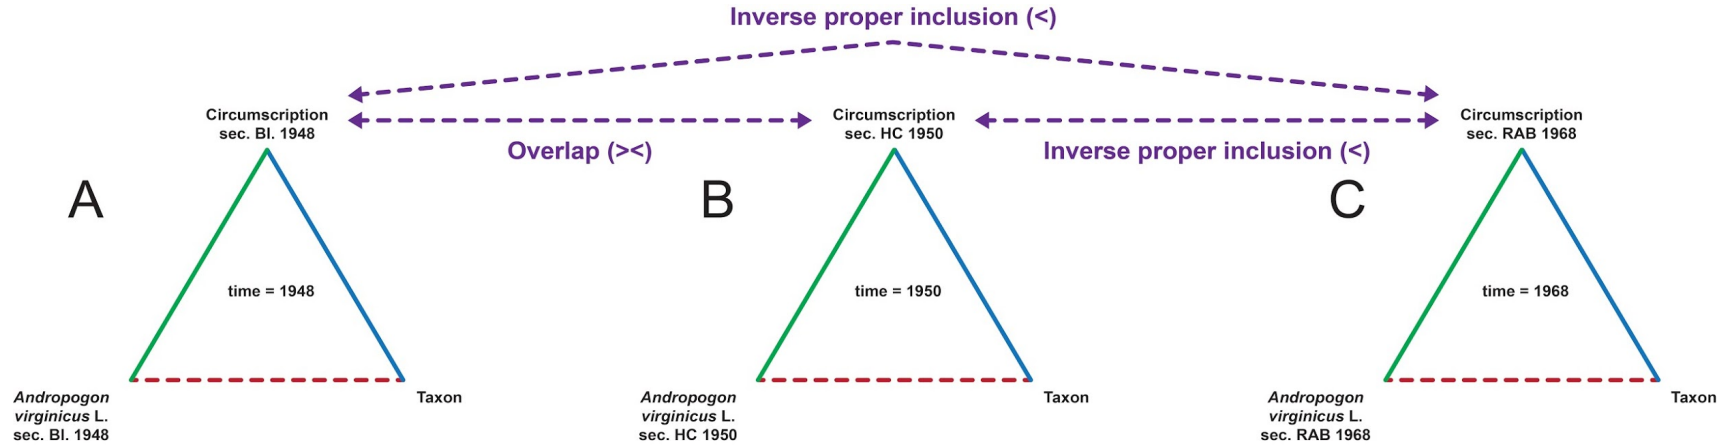 Inverse proper inclusion (<)
Circumscription
sec. Bl. 1948
Circumscription
sec. HC 1950
Circumscription
sec. RAB 1968
Overlap (><)
Inverse proper inclusion (<)
A
B
C
time = 1948
time = 1950
time = 1968
Andropogon
virginicus L.
sec. Bl. 1948
Taxon
Andropogon
virginicus L.
sec. HC 1950
Taxon
Andropogon
virginicus L.
sec. RAB 1968
Taxon